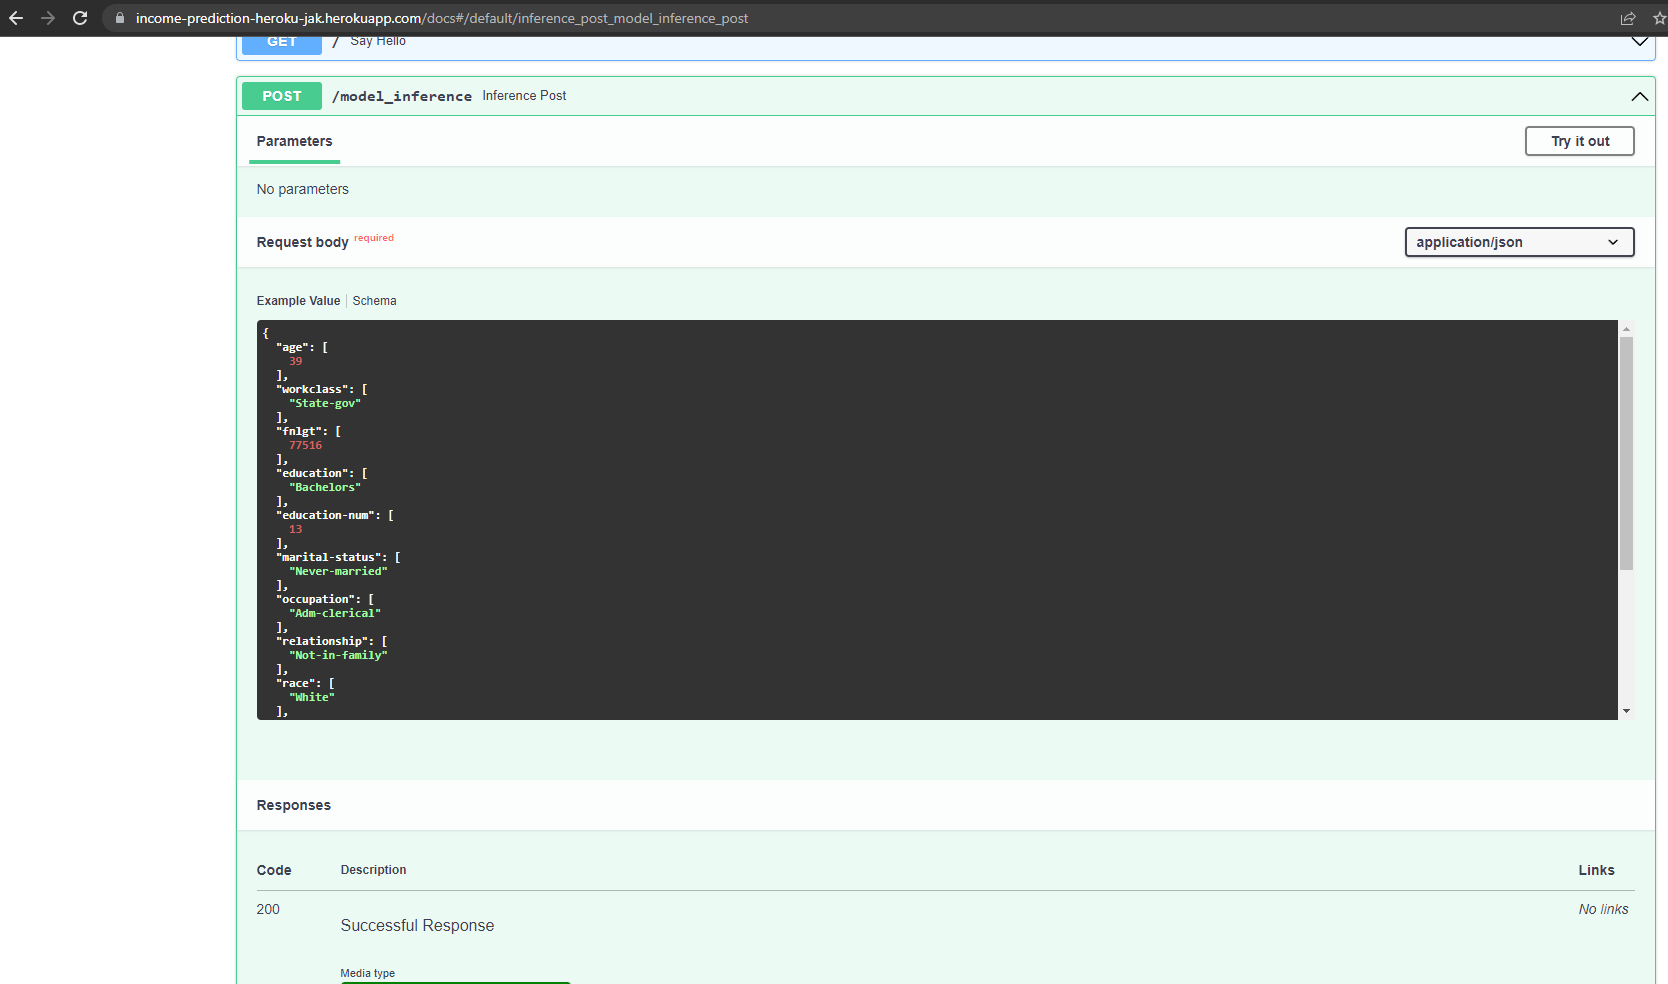 income-prediction-heroku-jak.herokuapp.com/docs#/default/inference_post_model_inference_post
GET / Say Hello
POST /model_inference Inference Post
Parameters
Try it out
No parameters
Request body required
application/json
Example Value Schema
{
"age": [
39
],
"workclass": [
"State-gov"
],
"fnlgt": [
77516
],
"education": [
"Bachelors"
],
"education-num": [
13
],
"marital-status": [
"Never-married"
],
"occupation": [
"Adm-clerical"
],
"relationship": [
"Not-in-family"
],
"race": [
"White"
],
Responses
Code Description Links
200 No links
Successful Response
Media type